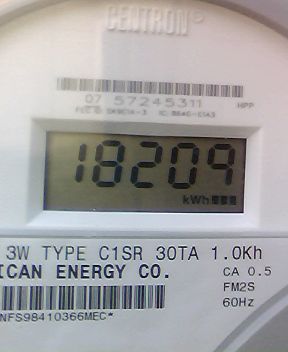 CENTRON®
07 57245311 HPP
18209
kWh
3W TYPE C1SR 30TA 1.0Kh
ICAN ENERGY CO.
CA 0.5
FM2S
60Hz
NFS98410366MEC*